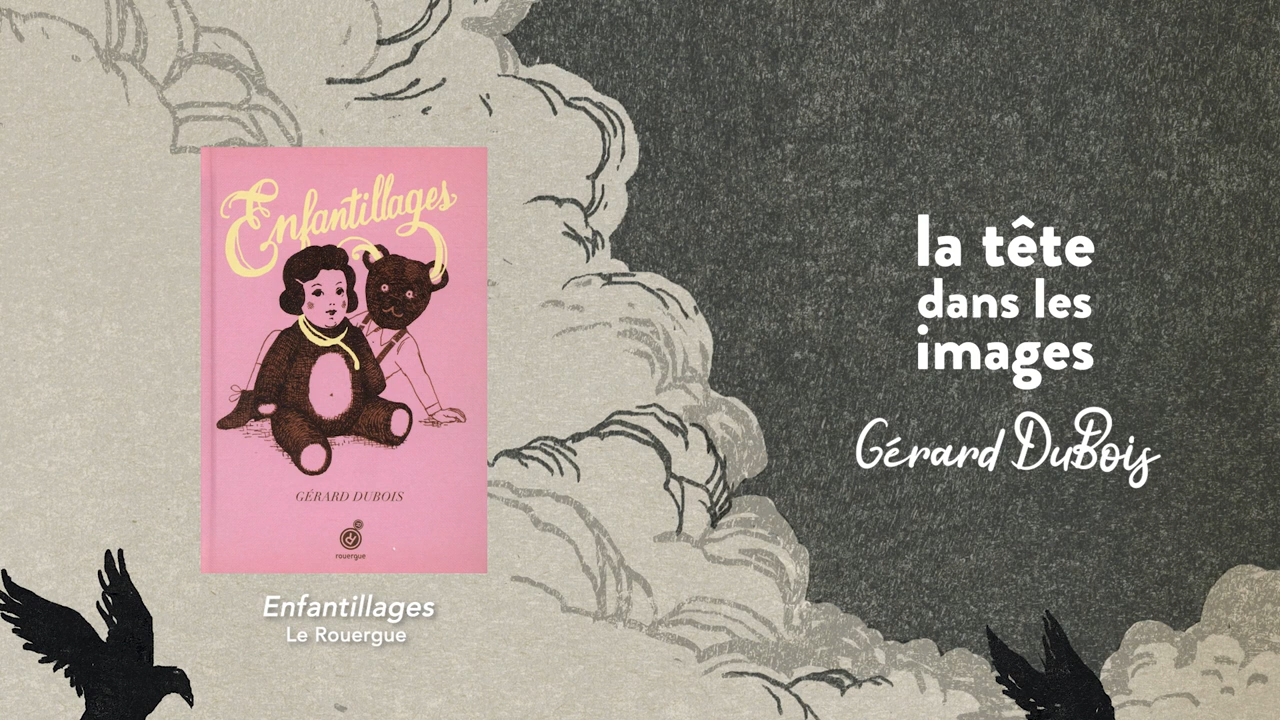 Enfantillages
GÉRARD DUBOIS
rouergue
Enfantillages
Le Rouergue
la tête
dans les
images
Gérard DuBois